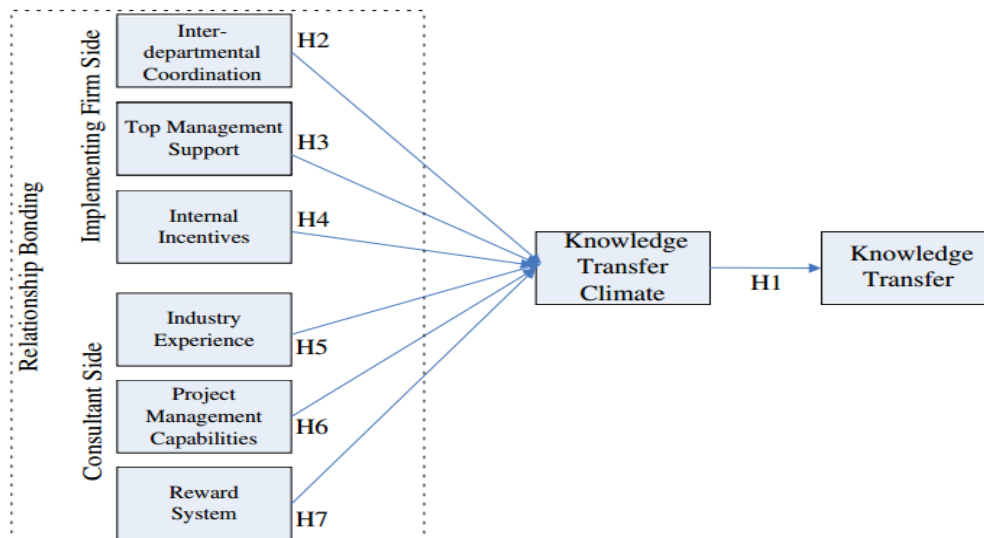 Relationship Bonding
Implementing Firm Side
Inter-
departmental
Coordination
H2
Top Management
Support
H3
Internal
Incentives
H4
Consultant Side
Industry
Experience
H5
Project
Management
Capabilities
H6
Reward
System
H7
Knowledge
Transfer
Climate
H1
Knowledge
Transfer